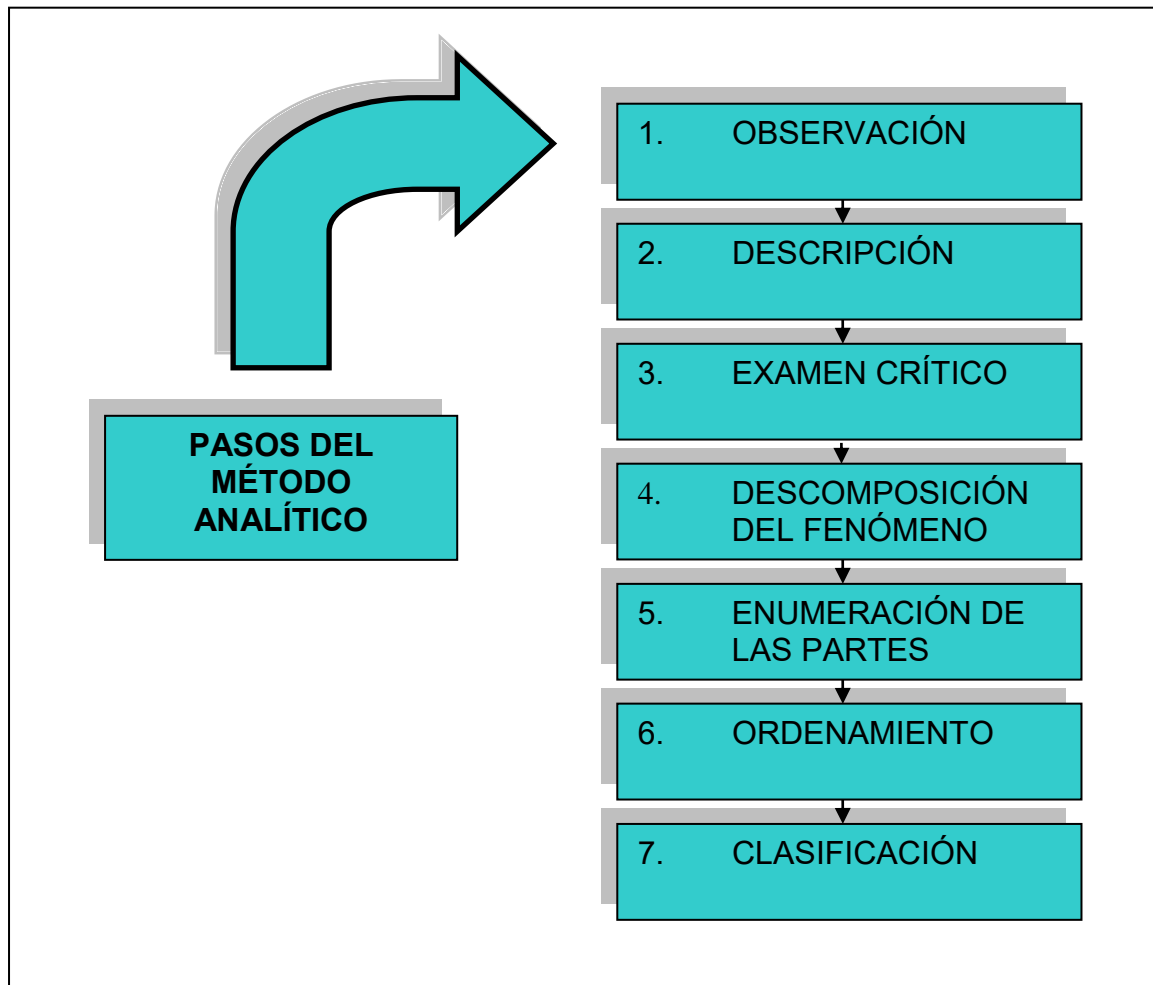 PASOS DEL
MÉTODO
ANALÍTICO
1. OBSERVACIÓN
2. DESCRIPCIÓN
3. EXAMEN CRÍTICO
4. DESCOMPOSICIÓN
DEL FENÓMENO
5. ENUMERACIÓN DE
LAS PARTES
6. ORDENAMIENTO
7. CLASIFICACIÓN